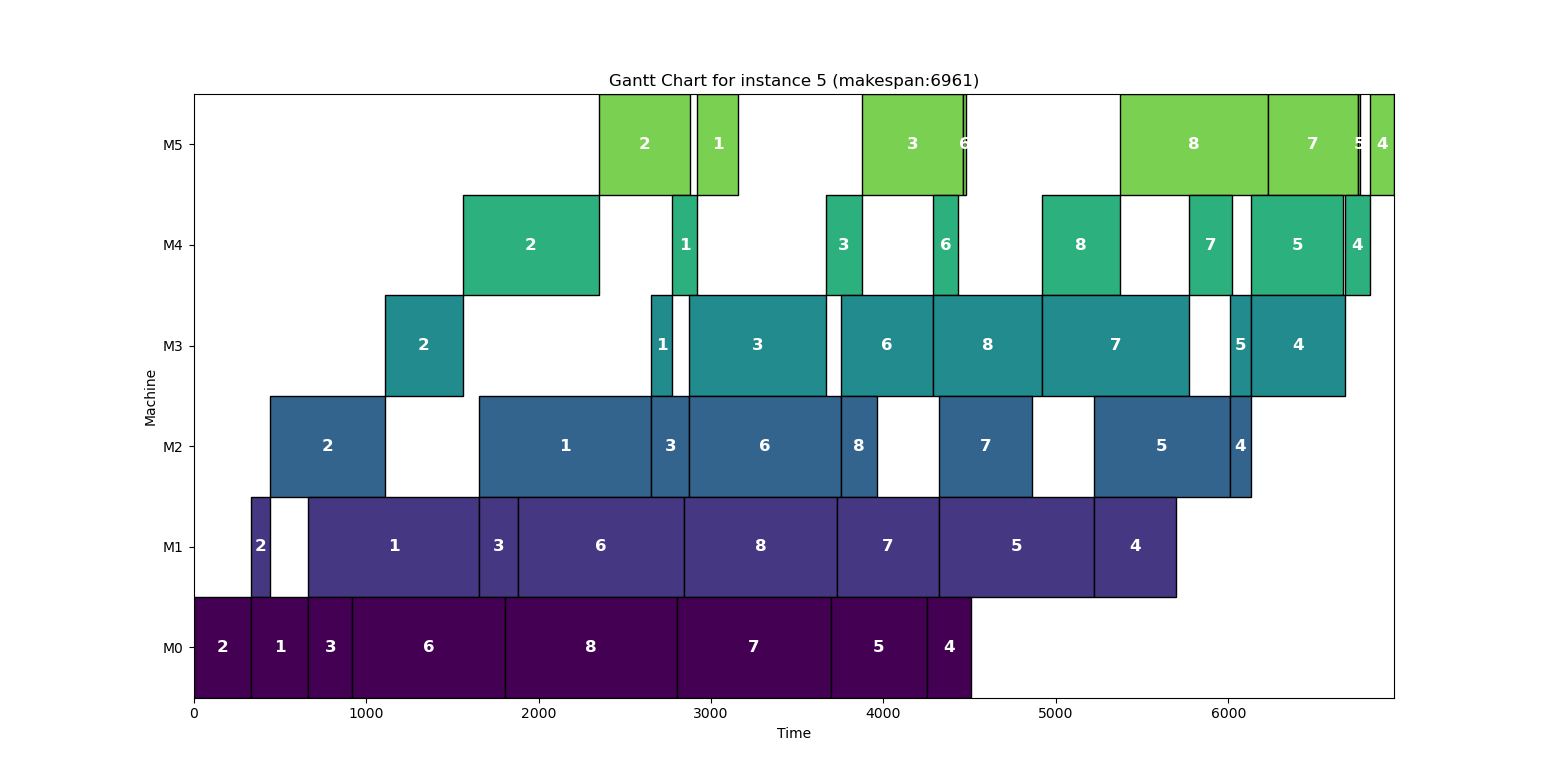 Gantt Chart for instance 5 (makespan:6961)
M5 2 1 3 6 8 7 5 4
M4 2 1 3 6 8 7 5 4
M3 2 1 3 6 8 7 5 4
Machine
M2 2 1 3 6 8 7 5 4
M1 2 1 3 6 8 7 5 4
M0 2 1 3 6 8 7 5 4
0 1000 2000 3000 4000 5000 6000
Time